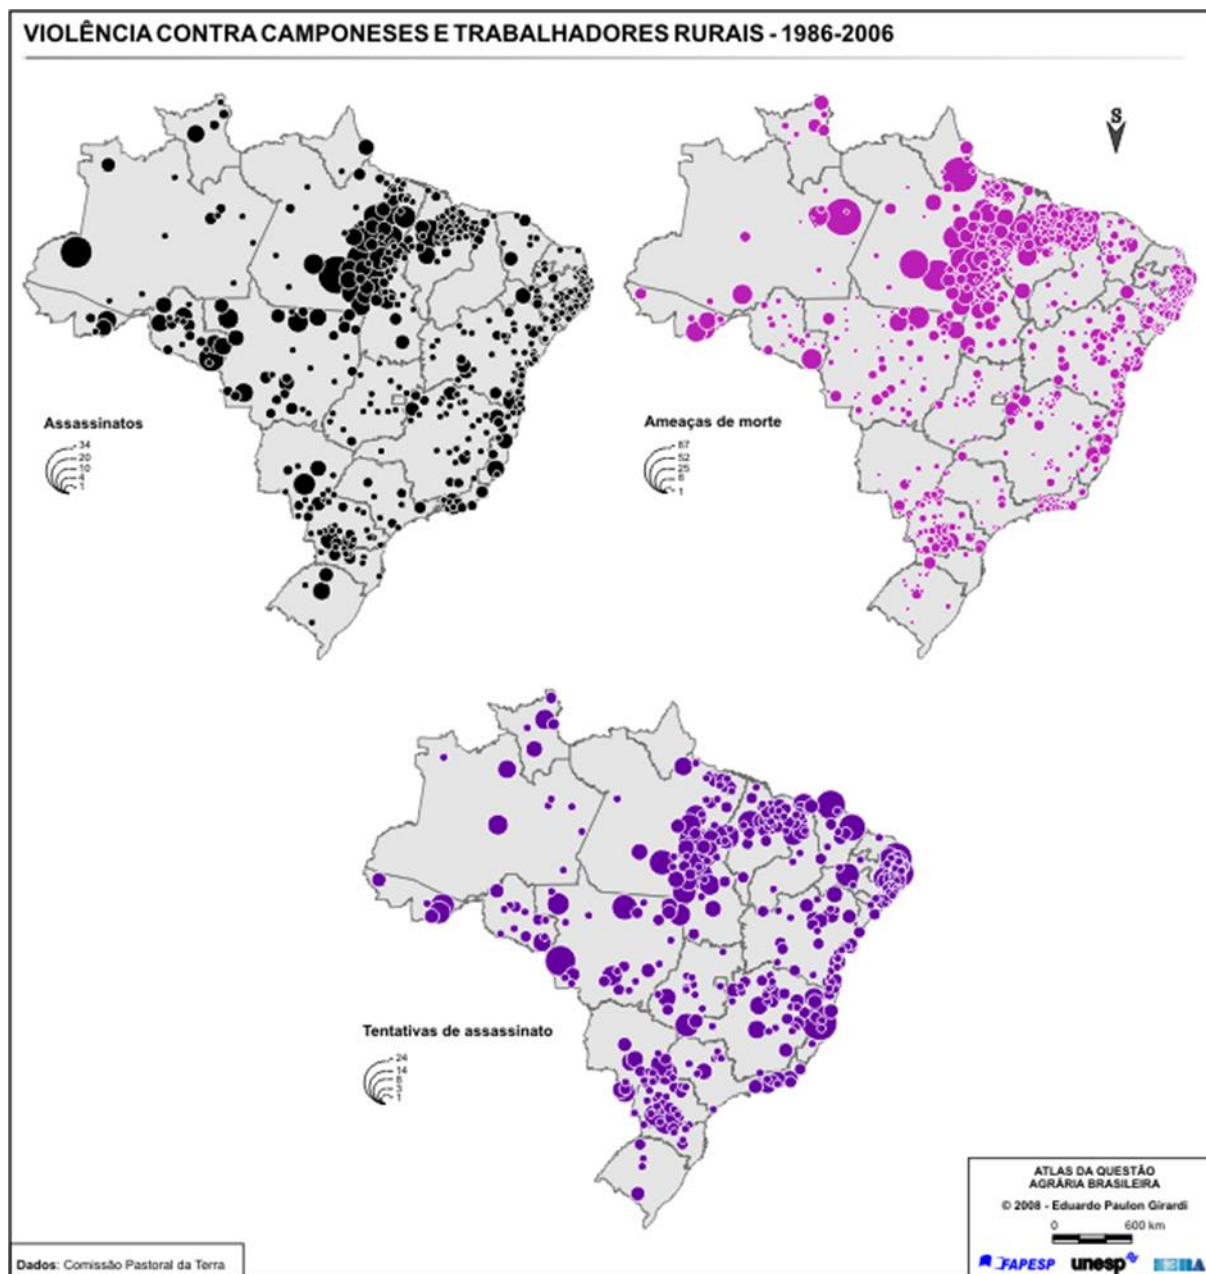 VIOLÊNCIA CONTRA CAMPONESES E TRABALHADORES RURAIS - 1986-2006
S
Assassinatos
34
20
10
4
1
Ameaças de morte
87
52
25
8
1
Tentativas de assassinato
24
14
8
3
1
ATLAS DA QUESTÃO
AGRÁRIA BRASILEIRA
© 2008 - Eduardo Paulon Girardi
0 600 km
FAPESP unesp
Dados: Comissão Pastoral da Terra